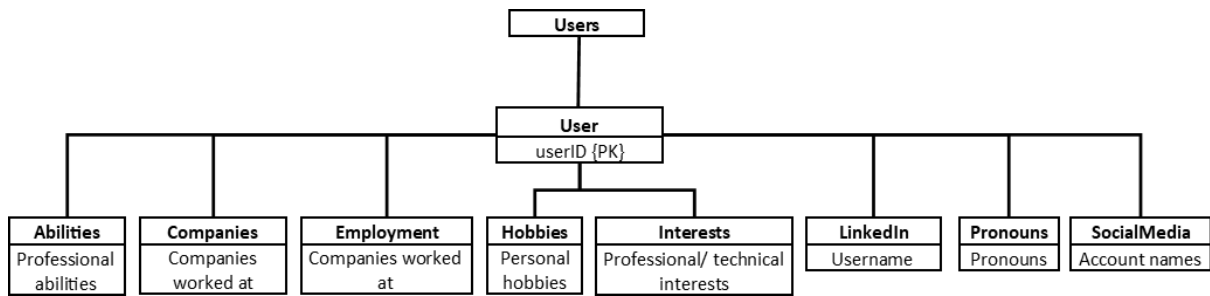 Users
User
userID {PK}
Abilities
Professional
abilities
Companies
Companies
worked at
Employment
Companies worked
at
Hobbies
Personal
hobbies
Interests
Professional/ technical
interests
LinkedIn
Username
Pronouns
Pronouns
SocialMedia
Account names